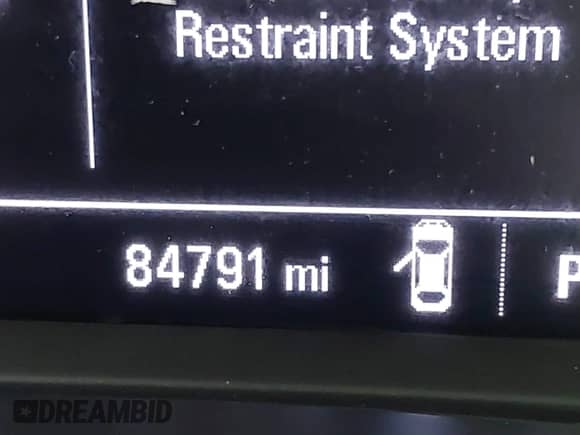 Restraint System
84791 mi
P
DREAMBID